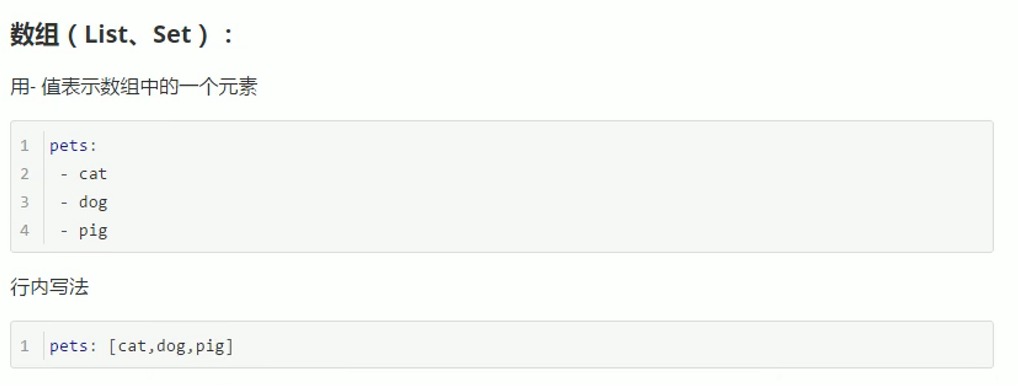 数组（List、Set）：
用- 值表示数组中的一个元素
1 pets:
2  - cat
3  - dog
4  - pig
行内写法
1 pets: [cat,dog,pig]